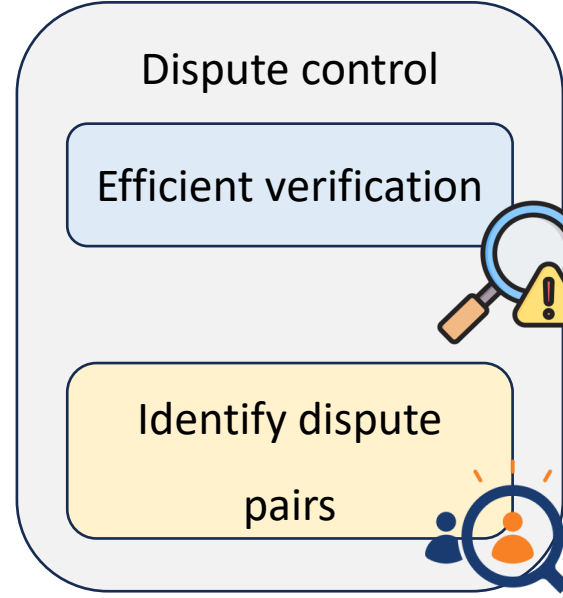 Dispute control
Efficient verification
Identify dispute
pairs